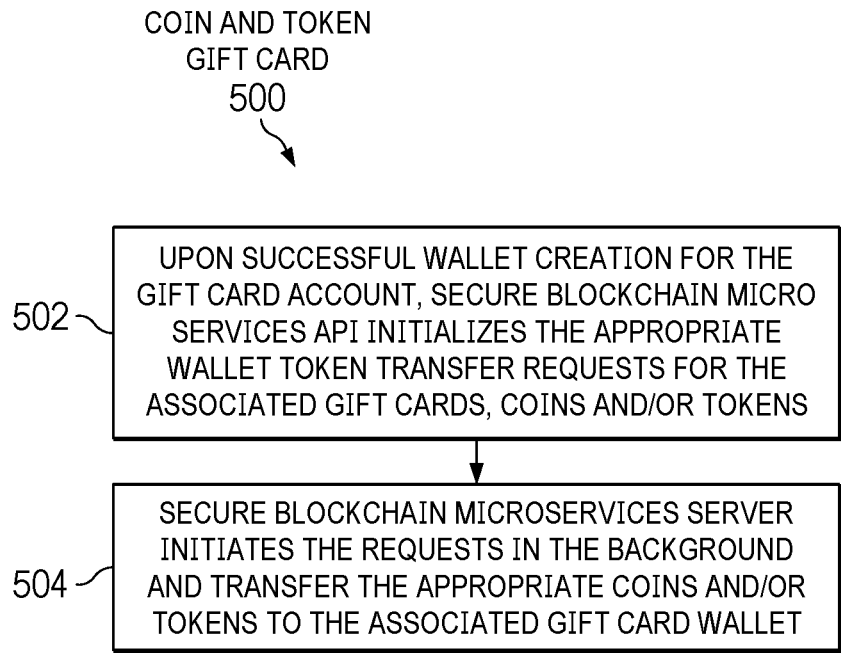 COIN AND TOKEN
GIFT CARD
500
502
UPON SUCCESSFUL WALLET CREATION FOR THE
GIFT CARD ACCOUNT, SECURE BLOCKCHAIN MICRO
SERVICES API INITIALIZES THE APPROPRIATE
WALLET TOKEN TRANSFER REQUESTS FOR THE
ASSOCIATED GIFT CARDS, COINS AND/OR TOKENS
504
SECURE BLOCKCHAIN MICROSERVICES SERVER
INITIATES THE REQUESTS IN THE BACKGROUND
AND TRANSFER THE APPROPRIATE COINS AND/OR
TOKENS TO THE ASSOCIATED GIFT CARD WALLET